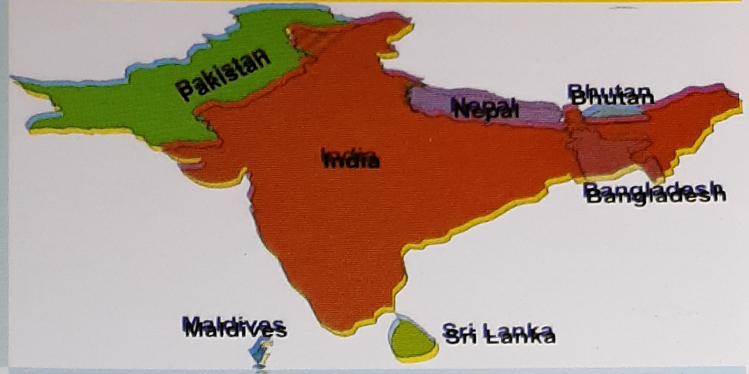 Pakistan
Bhutan
Nepal
India
Bangladesh
Maldives
Sri Lanka